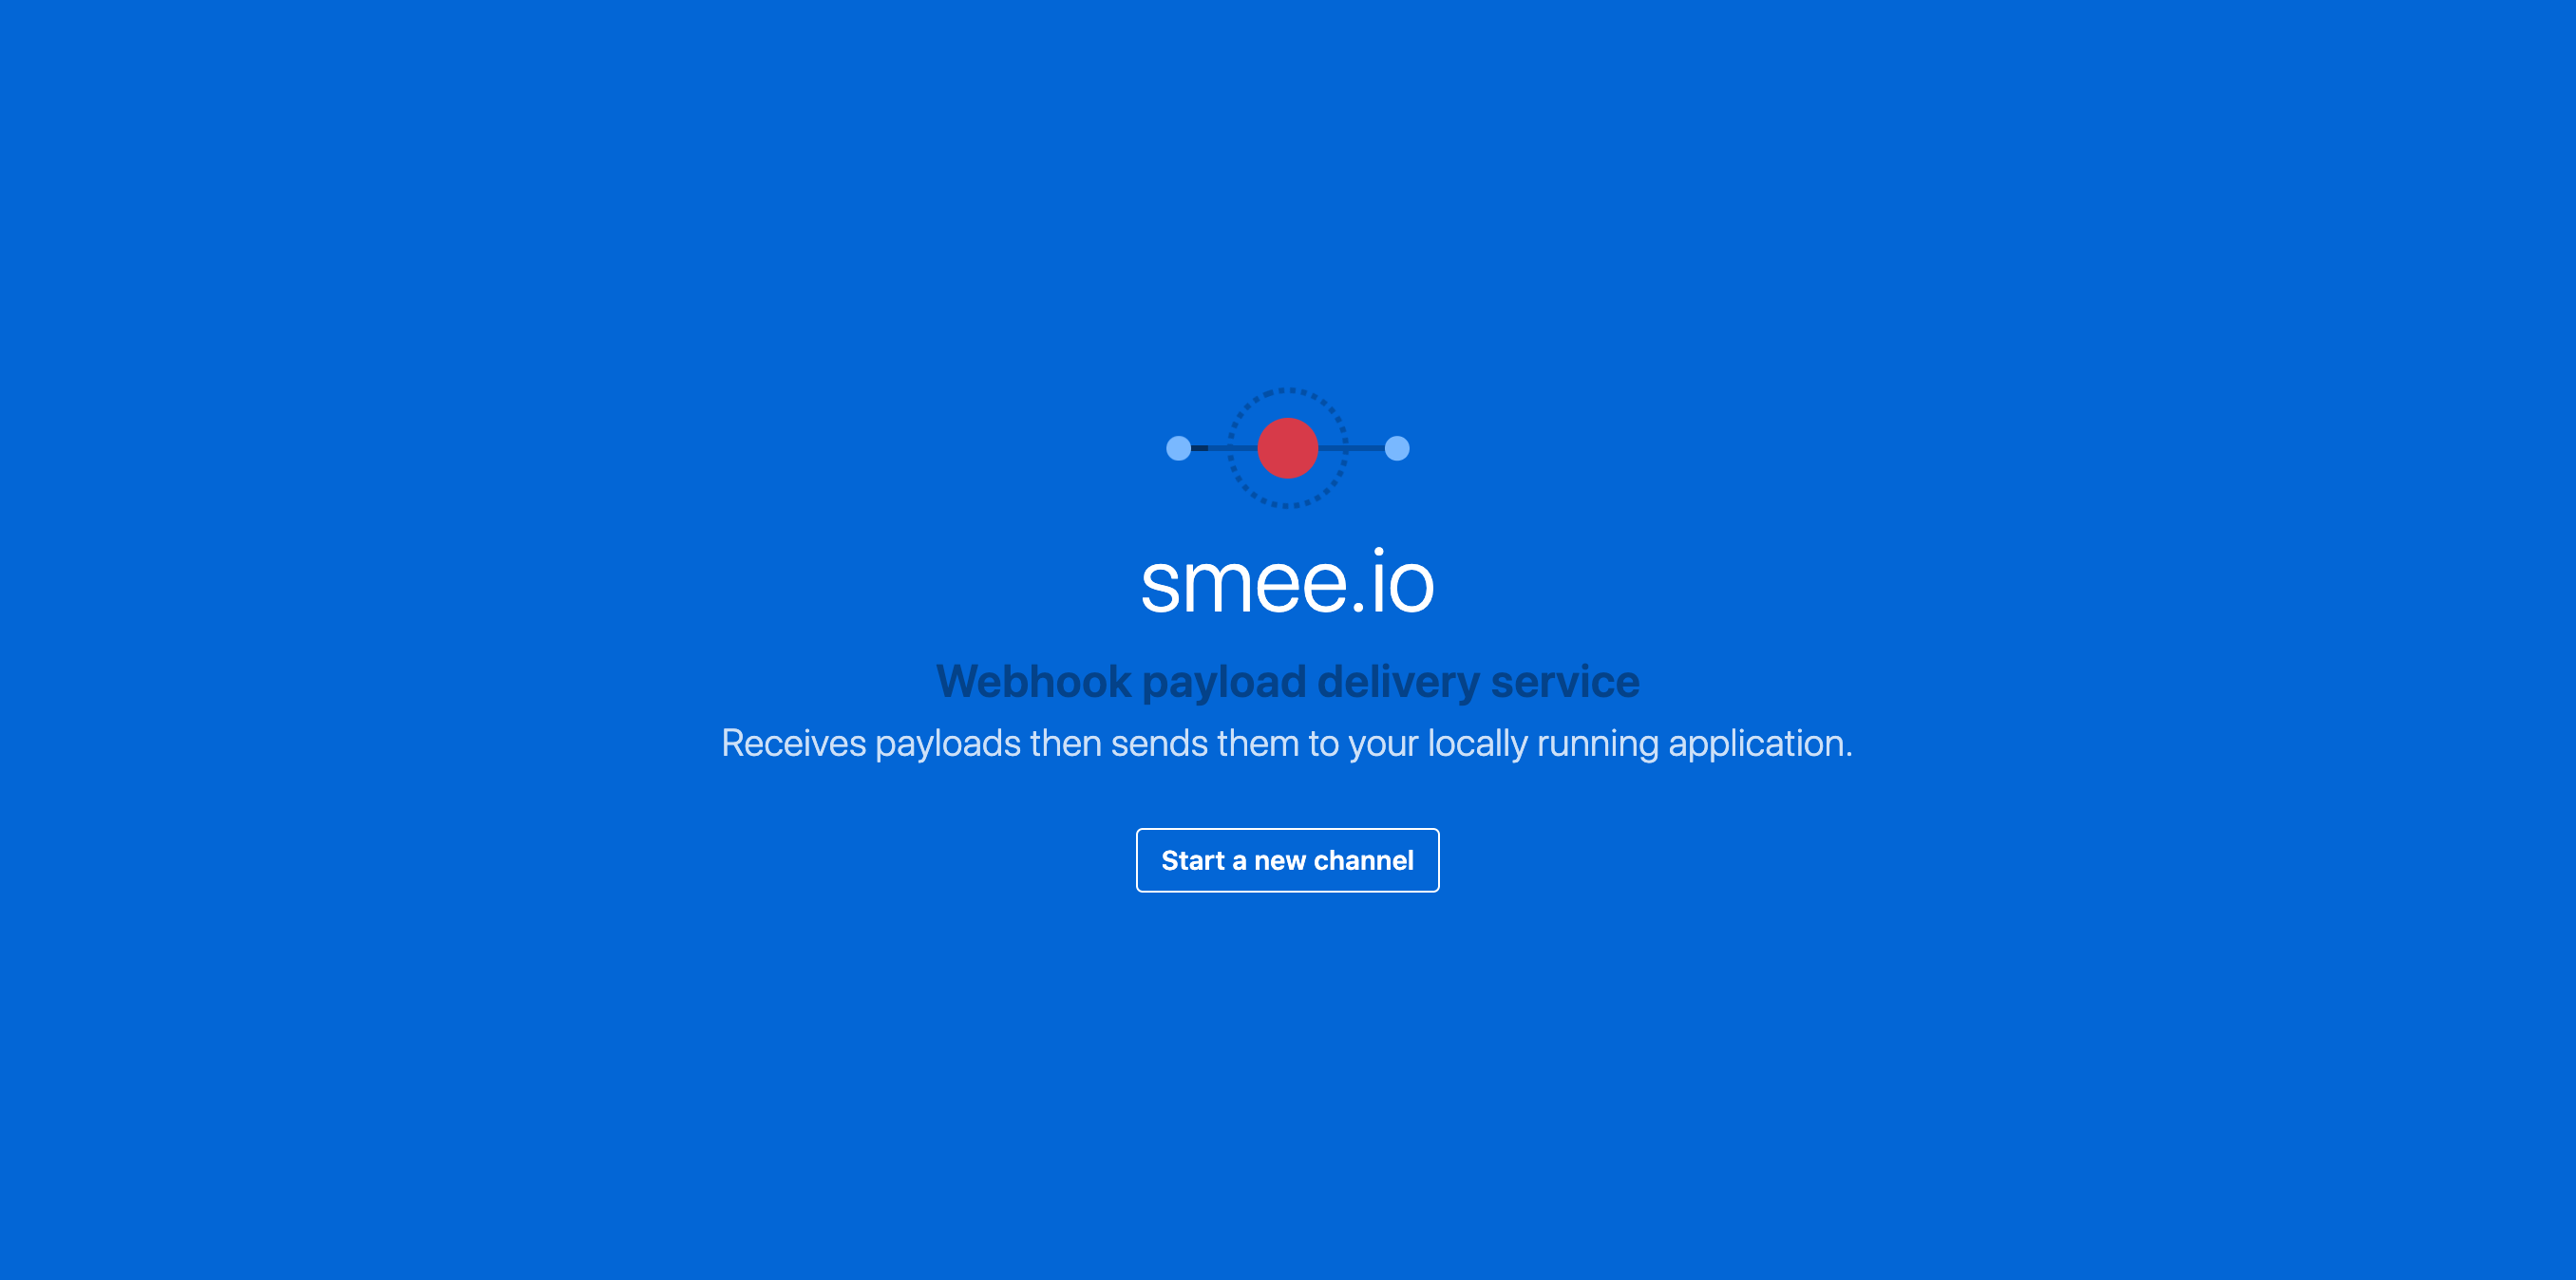 smee.io
Webhook payload delivery service
Receives payloads then sends them to your locally running application.
Start a new channel